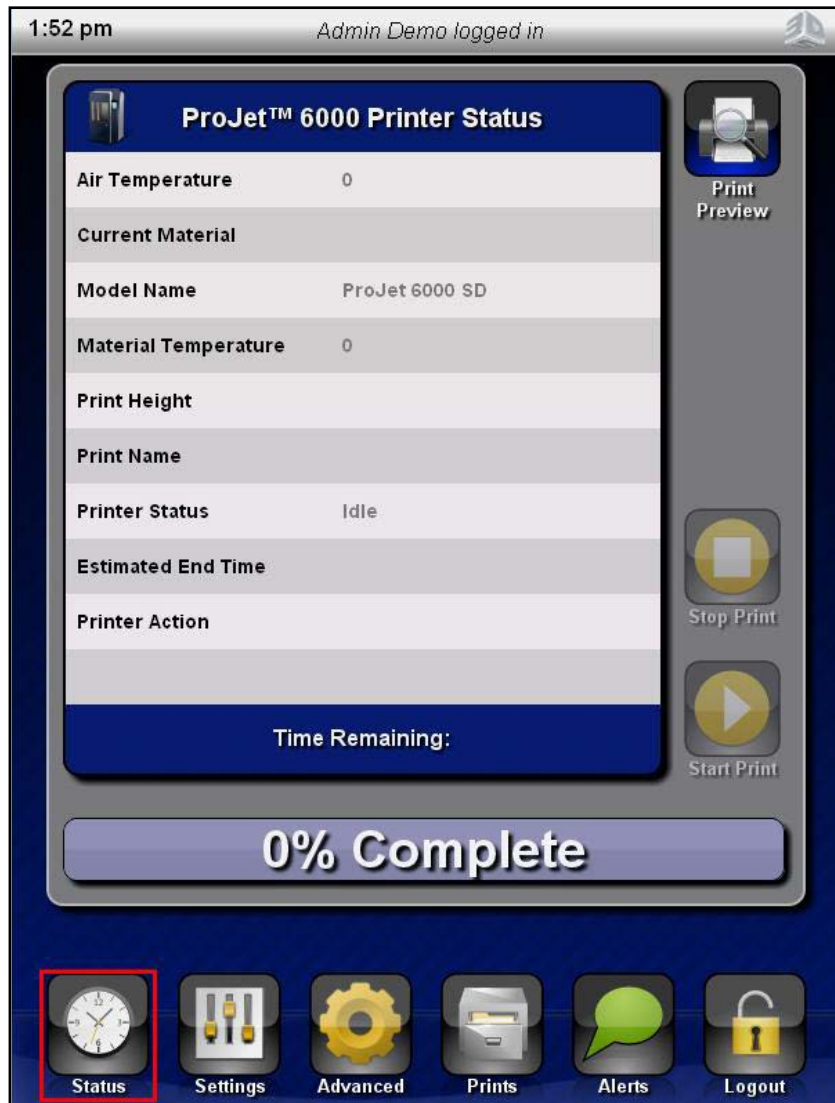 1:52 pm Admin Demo logged in
ProJet™ 6000 Printer Status
Air Temperature 0
Current Material
Model Name ProJet 6000 SD
Material Temperature 0
Print Height
Print Name
Printer Status Idle
Estimated End Time
Printer Action
Time Remaining:
Print
Preview
Stop Print
Start Print
0% Complete
Status Settings Advanced Prints Alerts Logout